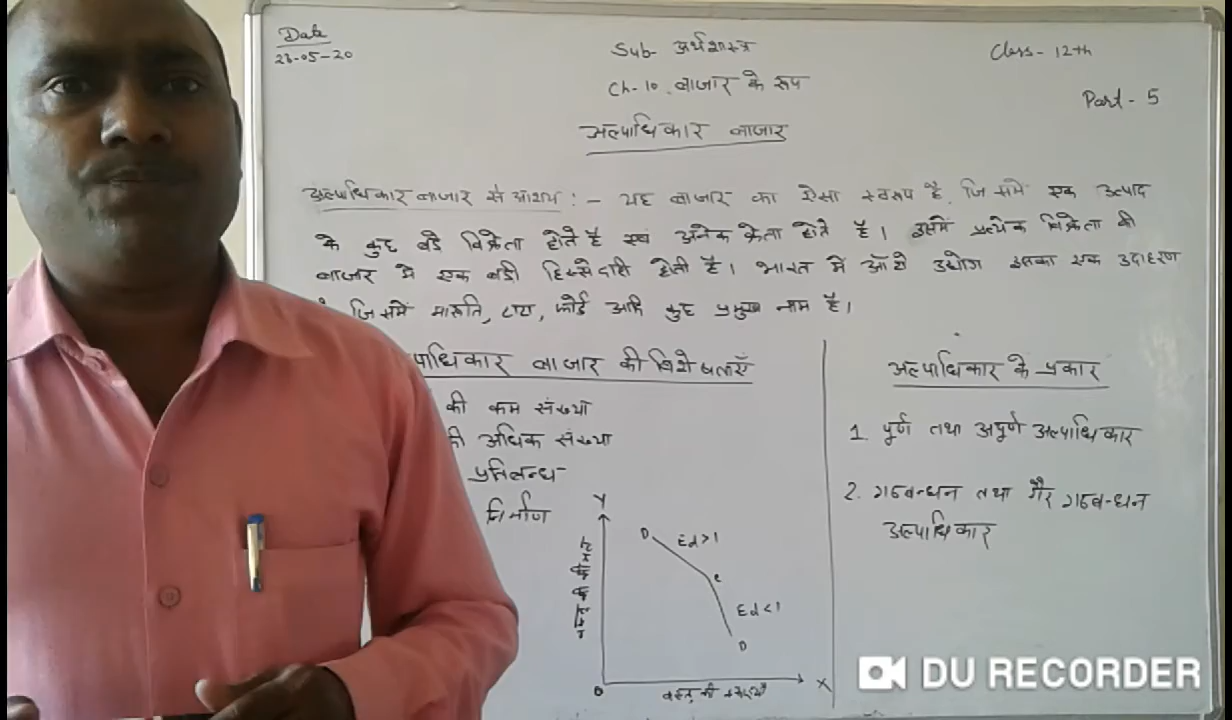 Date
23-05-20
Sub- अर्थशास्त्र
Class- 12th
Ch-10. बाजार के रूप
Part - 5
अल्पाधिकार बाजार
अल्पाधिकार बाजार से आशय : - यह बाजार का ऐसा स्वरूप है, जिसमें एक उत्पाद
के कुछ बडे विक्रेता होते है एवं अनेक क्रेता होते है। उसमें प्रत्येक विक्रेता की
बाजार मे एक बडी हिस्सेदारी होती है। भारत मे ऑटो उद्योग इसका एक उदाहरण
जिसमें मारूति, टाटा, फोर्ड आदि कुछ प्रमुख नाम है।
पाधिकार बाजार की विशेषताएँ
की कम संख्या
की अधिक संख्या
प्रतिबन्ध
निर्माण
Y
D
Ed>1
e
Ed<1
D
O
X
वस्तु की
अल्पाधिकार के प्रकार
1. पूर्ण तथा अपूर्ण अल्पाधिकार
2. गठबन्धन तथा गैर गठबन्धन
अल्पाधिकार
DU RECORDER